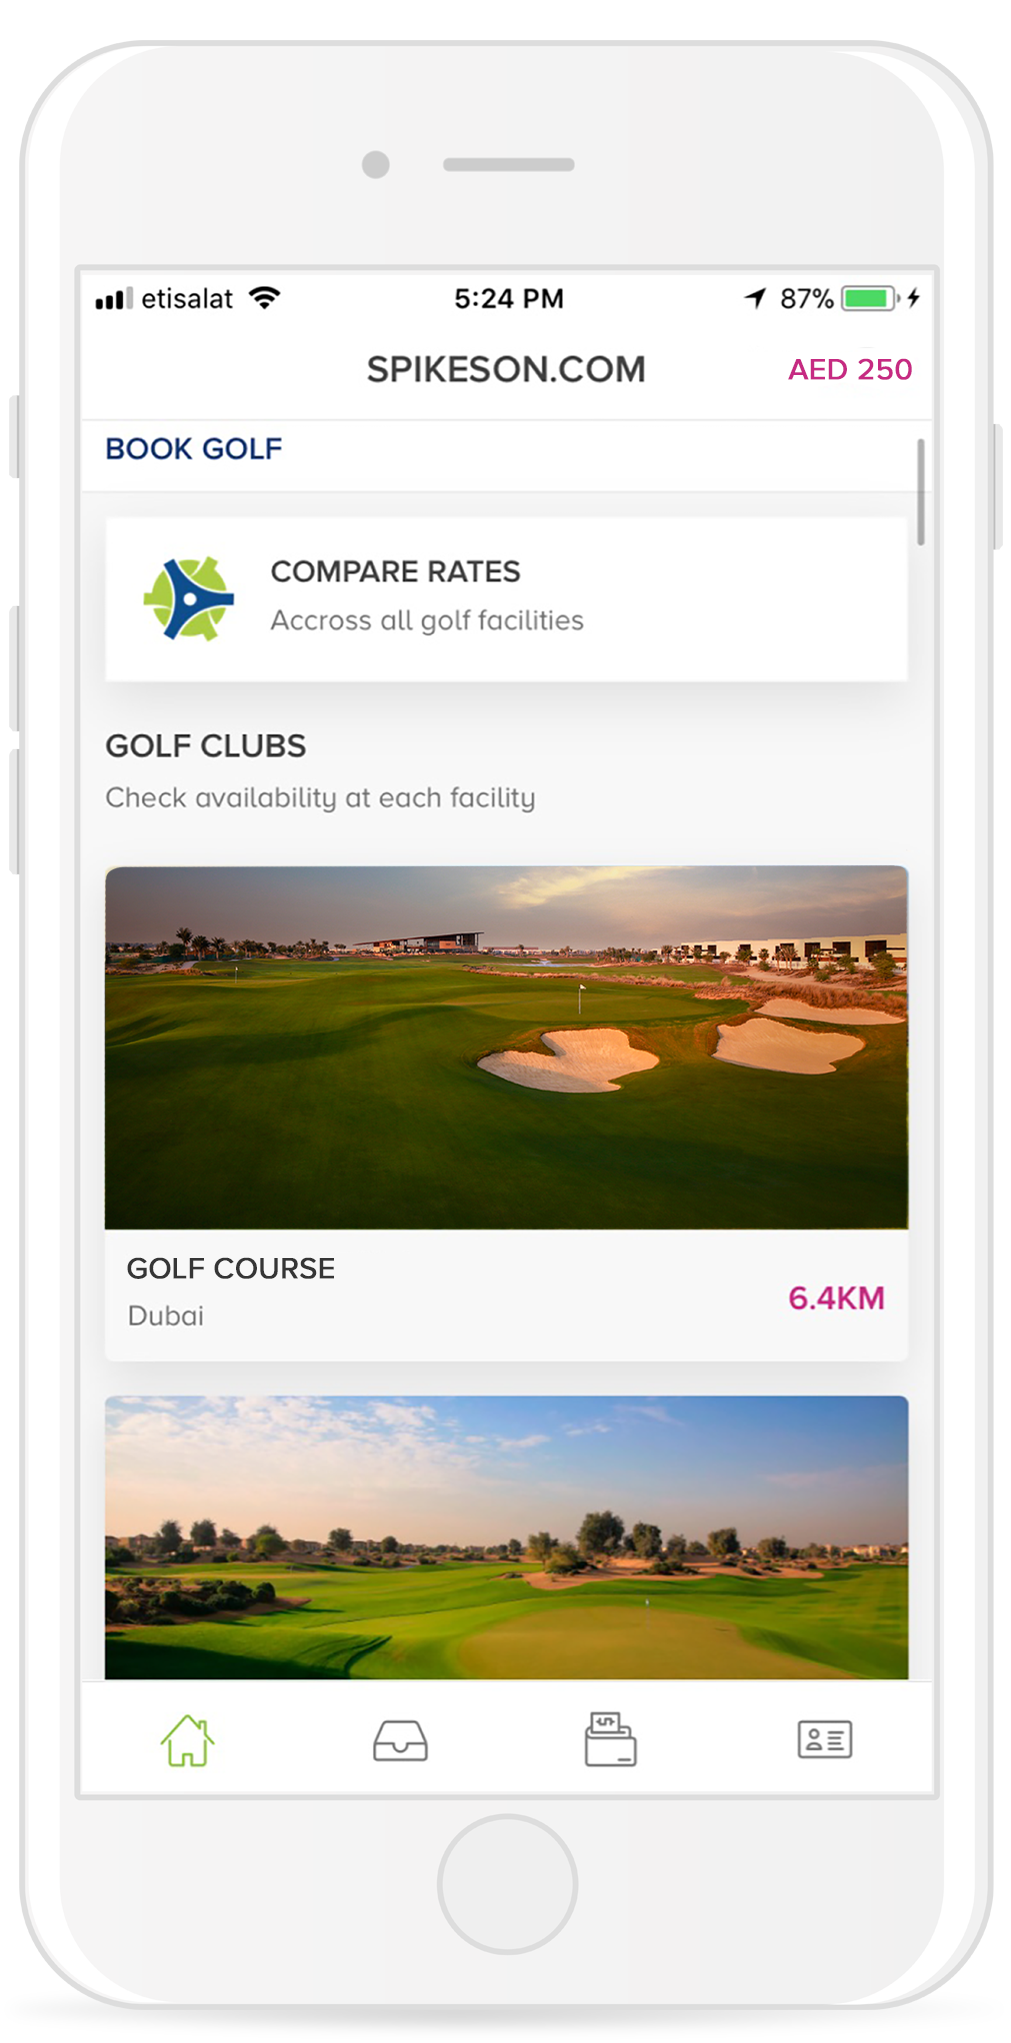 etisalat 5:24 PM 87%
SPIKESON.COM AED 250
BOOK GOLF
COMPARE RATES
Accross all golf facilities
GOLF CLUBS
Check availability at each facility
GOLF COURSE
Dubai
6.4KM